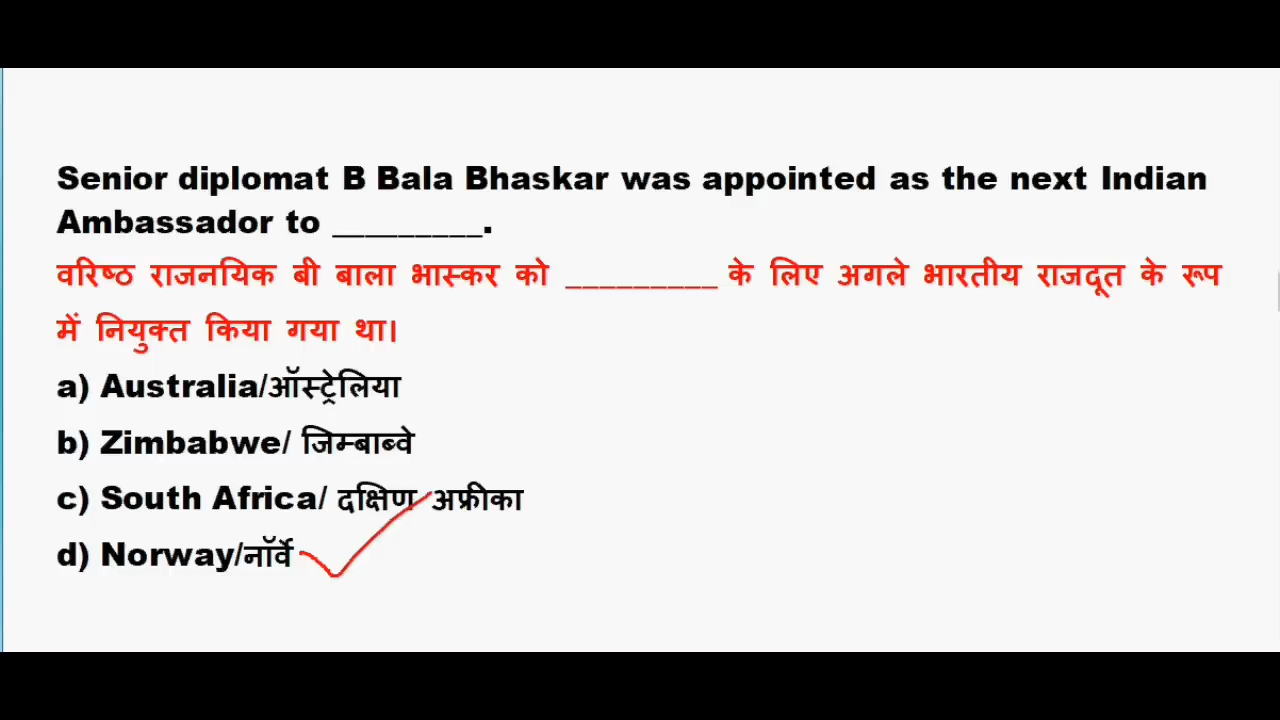 Senior diplomat B Bala Bhaskar was appointed as the next Indian
Ambassador to _________.
वरिष्ठ राजनयिक बी बाला भास्कर को _________ के लिए अगले भारतीय राजदूत के रूप
में नियुक्त किया गया था।
a) Australia/ऑस्ट्रेलिया
b) Zimbabwe/ जिम्बाब्वे
c) South Africa/ दक्षिण अफ्रीका
d) Norway/नॉर्वे